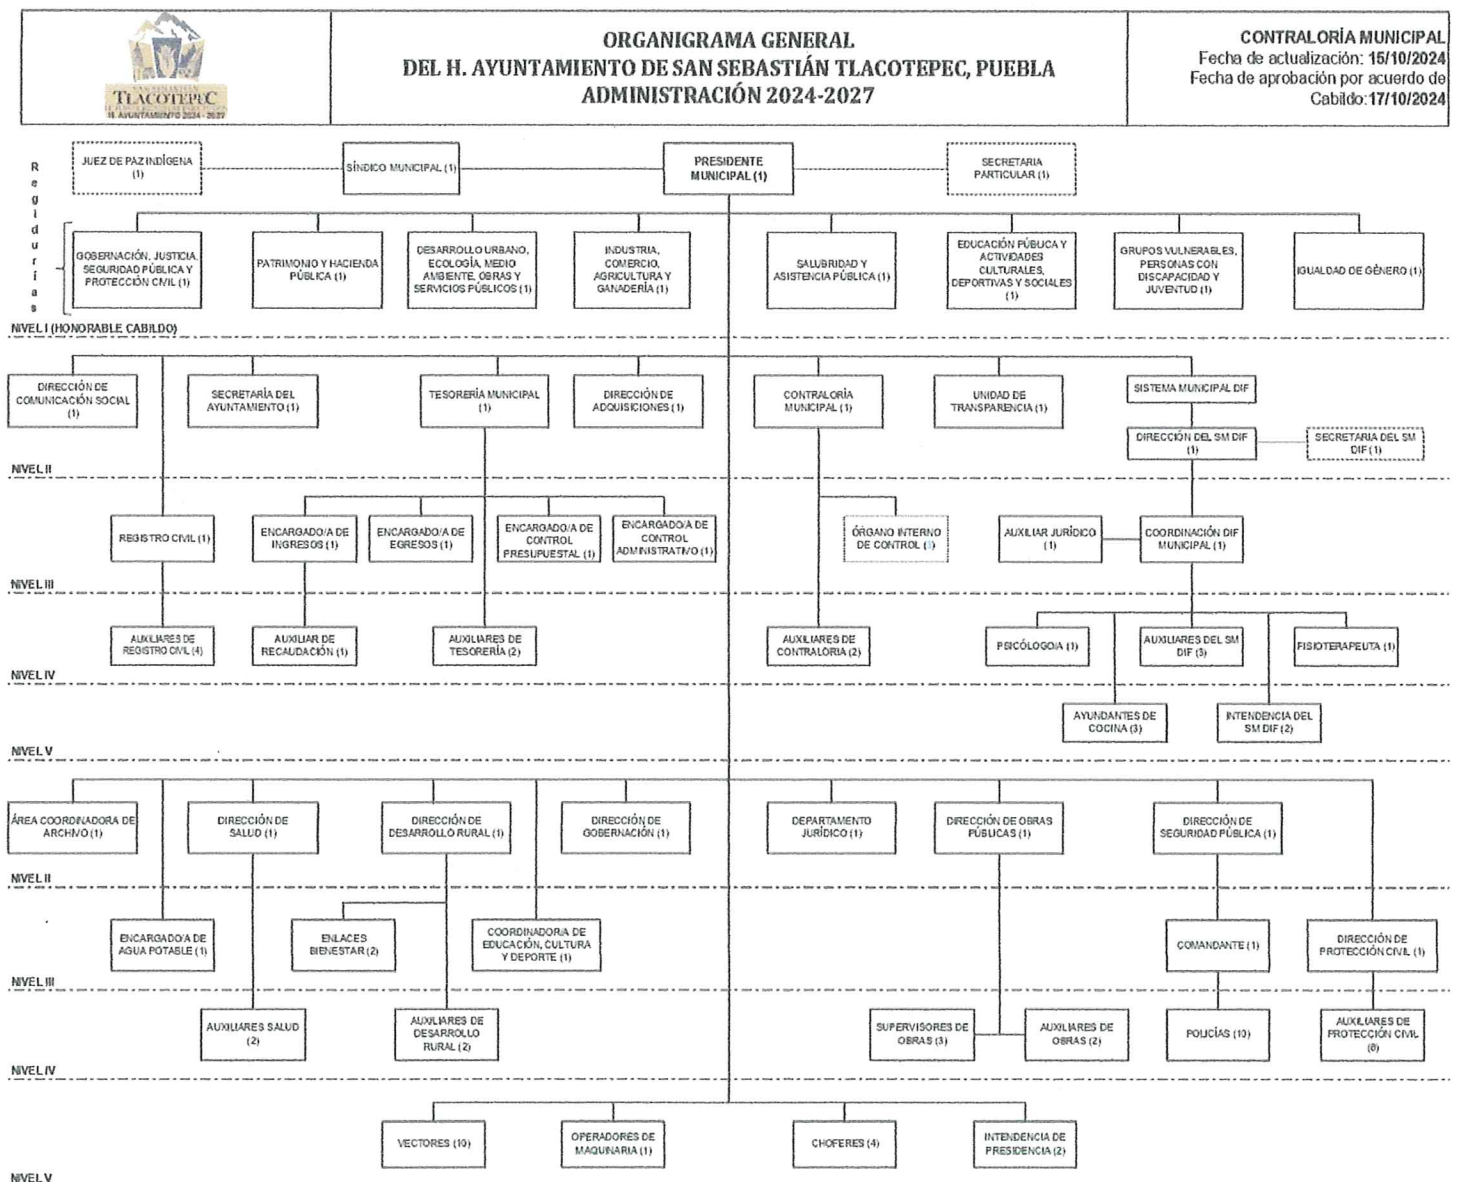 SAN SEBASTIÁN
TLACOTEPEC
H. AYUNTAMIENTO 2024 - 2027
ORGANIGRAMA GENERAL
DEL H. AYUNTAMIENTO DE SAN SEBASTIÁN TLACOTEPEC, PUEBLA
ADMINISTRACIÓN 2024-2027
CONTRALORÍA MUNICIPAL
Fecha de actualización: 15/10/2024
Fecha de aprobación por acuerdo de
Cabildo:17/10/2024
JUEZ DE PAZ INDÍGENA
(1)
SÍNDICO MUNICIPAL (1)
PRESIDENTE
MUNICIPAL (1)
SECRETARIA
PARTICULAR (1)
Regidurías
GOBERNACIÓN, JUSTICIA,
SEGURIDAD PÚBLICA Y
PROTECCIÓN CIVIL (1)
PATRIMONIO Y HACIENDA
PÚBLICA (1)
DESARROLLO URBANO,
ECOLOGÍA, MEDIO
AMBIENTE, OBRAS Y
SERVICIOS PÚBLICOS (1)
INDUSTRIA,
COMERCIO,
AGRICULTURA Y
GANADERÍA (1)
SALUBRIDAD Y
ASISTENCIA PÚBLICA (1)
EDUCACIÓN PÚBLICA Y
ACTIVIDADES
CULTURALES,
DEPORTIVAS Y SOCIALES
(1)
GRUPOS VULNERABLES,
PERSONAS CON
DISCAPACIDAD Y
JUVENTUD (1)
IGUALDAD DE GÉNERO (1)
NIVEL I (HONORABLE CABILDO)
DIRECCIÓN DE
COMUNICACIÓN SOCIAL
(1)
SECRETARÍA DEL
AYUNTAMIENTO (1)
TESORERÍA MUNICIPAL
(1)
DIRECCIÓN DE
ADQUISICIONES (1)
CONTRALORÍA
MUNICIPAL (1)
UNIDAD DE
TRANSPARENCIA (1)
SISTEMA MUNICIPAL DIF
DIRECCIÓN DEL SM DIF
(1)
SECRETARIA DEL SM
DIF (1)
NIVEL II
REGISTRO CIVIL (1)
ENCARGADO/A DE
INGRESOS (1)
ENCARGADO/A DE
EGRESOS (1)
ENCARGADO/A DE
CONTROL
PRESUPUESTAL (1)
ENCARGADO/A DE
CONTROL
ADMINISTRATIVO (1)
ÓRGANO INTERNO
DE CONTROL
AUXILIAR JURÍDICO
(1)
COORDINACIÓN DIF
MUNICIPAL (1)
NIVEL III
AUXILIARES DE
REGISTRO CIVIL (4)
AUXILIAR DE
RECAUDACIÓN (1)
AUXILIARES DE
TESORERÍA (2)
AUXILIARES DE
CONTRALORIA (2)
PSICÓLOGO/A (1)
AUXILIARES DEL SM
DIF (3)
FISIOTERAPEUTA (1)
NIVEL IV
AYUNDANTES DE
COCINA (3)
INTENDENCIA DEL
SM DIF (2)
NIVEL V
ÁREA COORDINADORA DE
ARCHIVO (1)
DIRECCIÓN DE
SALUD (1)
DIRECCIÓN DE
DESARROLLO RURAL (1)
DIRECCIÓN DE
GOBERNACIÓN (1)
DEPARTAMENTO
JURÍDICO (1)
DIRECCIÓN DE OBRAS
PÚBLICAS (1)
DIRECCIÓN DE
SEGURIDAD PÚBLICA (1)
NIVEL II
ENCARGADO/A DE
AGUA POTABLE (1)
ENLACES
BIENESTAR (2)
COORDINADOR/A DE
EDUCACIÓN, CULTURA
Y DEPORTE (1)
COMANDANTE (1)
DIRECCIÓN DE
PROTECCIÓN CIVIL (1)
NIVEL III
AUXILIARES SALUD
(2)
AUXILIARES DE
DESARROLLO
RURAL (2)
SUPERVISORES DE
OBRAS (3)
AUXILIARES DE
OBRAS (2)
POLICÍAS (10)
AUXILIARES DE
PROTECCIÓN CIVIL
NIVEL IV
VECTORES (10)
OPERADORES DE
MAQUINARIA (1)
CHOFERES (4)
INTENDENCIA DE
PRESIDENCIA (2)
NIVEL V